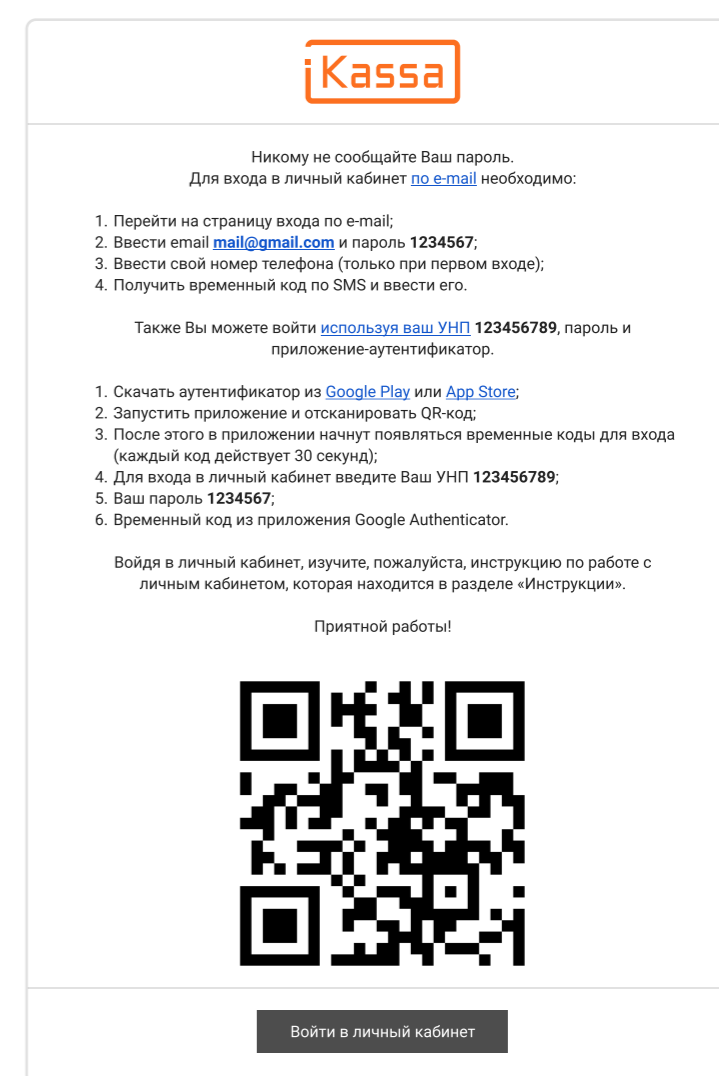 iKassa
Никому не сообщайте Ваш пароль.
Для входа в личный кабинет по e-mail необходимо:
1. Перейти на страницу входа по e-mail;
2. Ввести email mail@gmail.com и пароль 1234567;
3. Ввести свой номер телефона (только при первом входе);
4. Получить временный код по SMS и ввести его.
Также Вы можете войти используя ваш УНП 123456789, пароль и
приложение-аутентификатор.
1. Скачать аутентификатор из Google Play или App Store;
2. Запустить приложение и отсканировать QR-код;
3. После этого в приложении начнут появляться временные коды для входа
(каждый код действует 30 секунд);
4. Для входа в личный кабинет введите Ваш УНП 123456789;
5. Ваш пароль 1234567;
6. Временный код из приложения Google Authenticator.
Войдя в личный кабинет, изучите, пожалуйста, инструкцию по работе с
личным кабинетом, которая находится в разделе «Инструкции».
Приятной работы!
Войти в личный кабинет